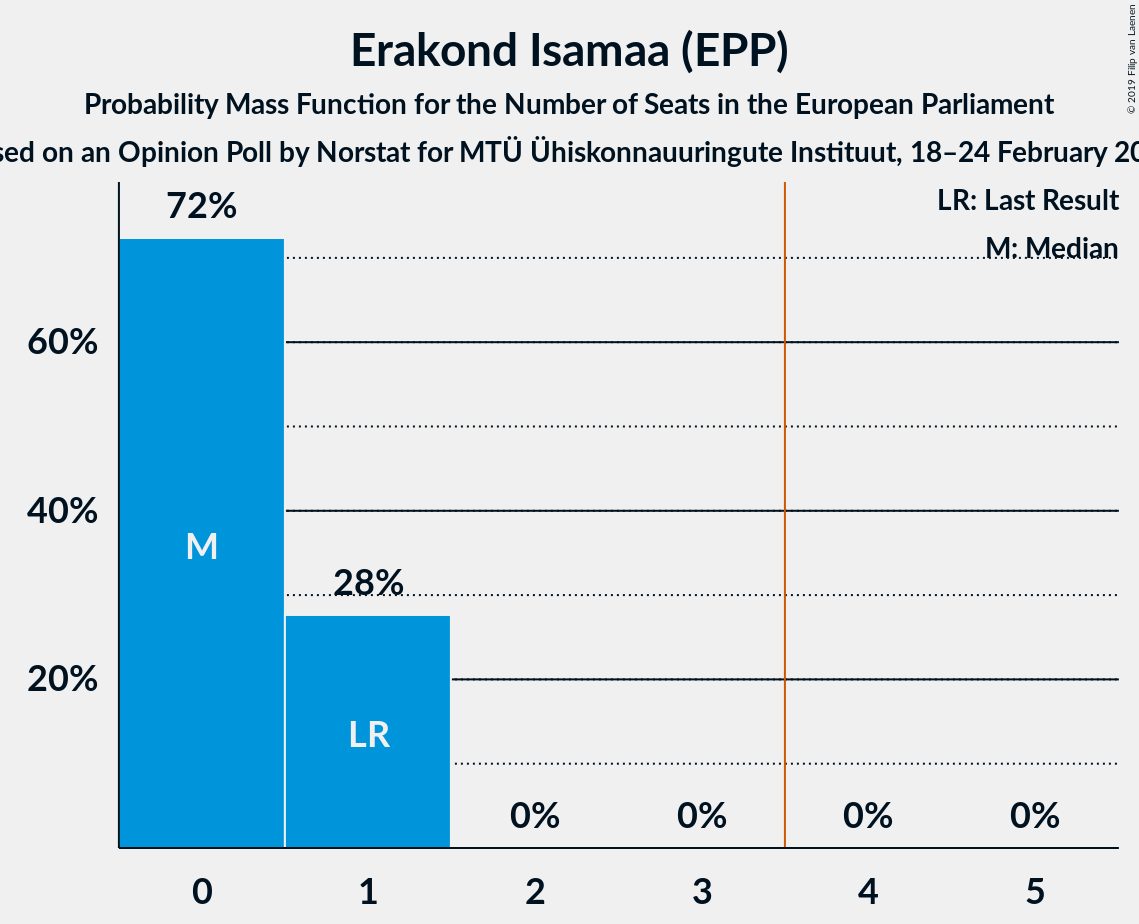 Erakond Isamaa (EPP)
Probability Mass Function for the Number of Seats in the European Parliament
on an Opinion Poll by Norstat for MTÜ Ühiskonnauuringute Instituut, 18–24 February
© 2019 Filip van Laenen
LR: Last Result
M: Median
72%
60%
40%
20%
M
28%
LR
0% 0% 0% 0%
0 1 2 3 4 5